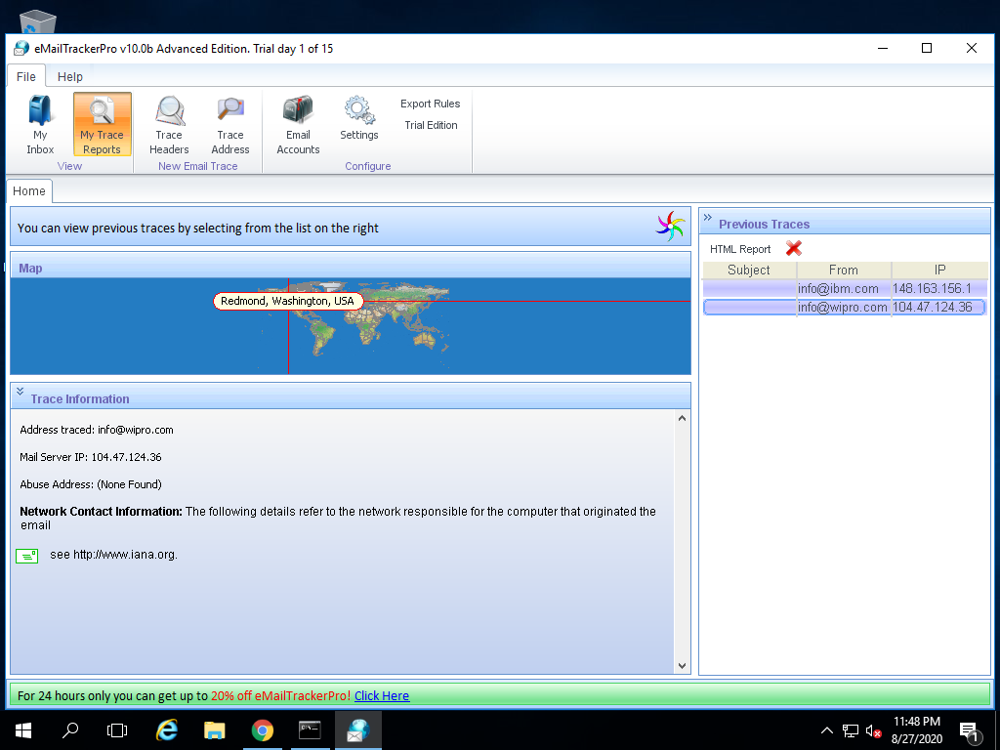 eMailTrackerPro v10.0b Advanced Edition. Trial day 1 of 15
File Help
My Inbox
My Trace Reports
Trace Headers
Trace Address
Email Accounts
Settings
Export Rules
Trial Edition
View
New Email Trace
Configure
Home
You can view previous traces by selecting from the list on the right
Map
Redmond, Washington, USA
Trace Information
Address traced: info@wipro.com
Mail Server IP: 104.47.124.36
Abuse Address: (None Found)
Network Contact Information: The following details refer to the network responsible for the computer that originated the
email
see http://www.iana.org.
Previous Traces
HTML Report
Subject From IP
info@ibm.com 148.163.156.1
info@wipro.com 104.47.124.36
For 24 hours only you can get up to 20% off eMailTrackerPro! Click Here
11:48 PM
8/27/2020
1